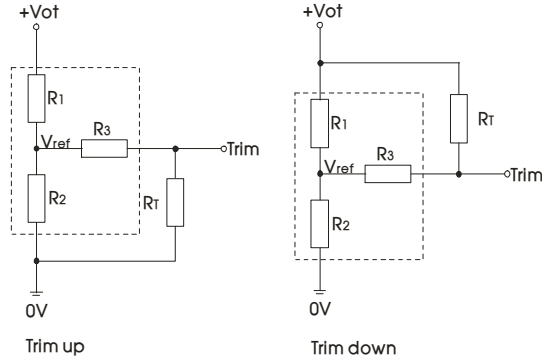 +Vot
R1
Vref
R3
Trim
R2
RT
0V
Trim up
+Vot
R1
RT
Vref
R3
Trim
R2
0V
Trim down